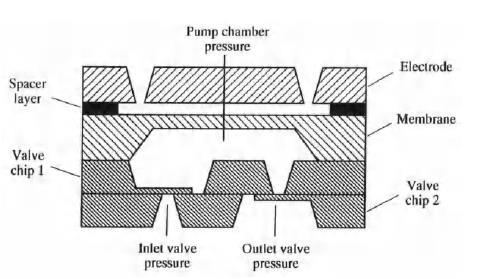 Pump chamber
pressure
Electrode
Spacer
layer
Membrane
Valve
chip 1
Valve
chip 2
Inlet valve
pressure
Outlet valve
pressure